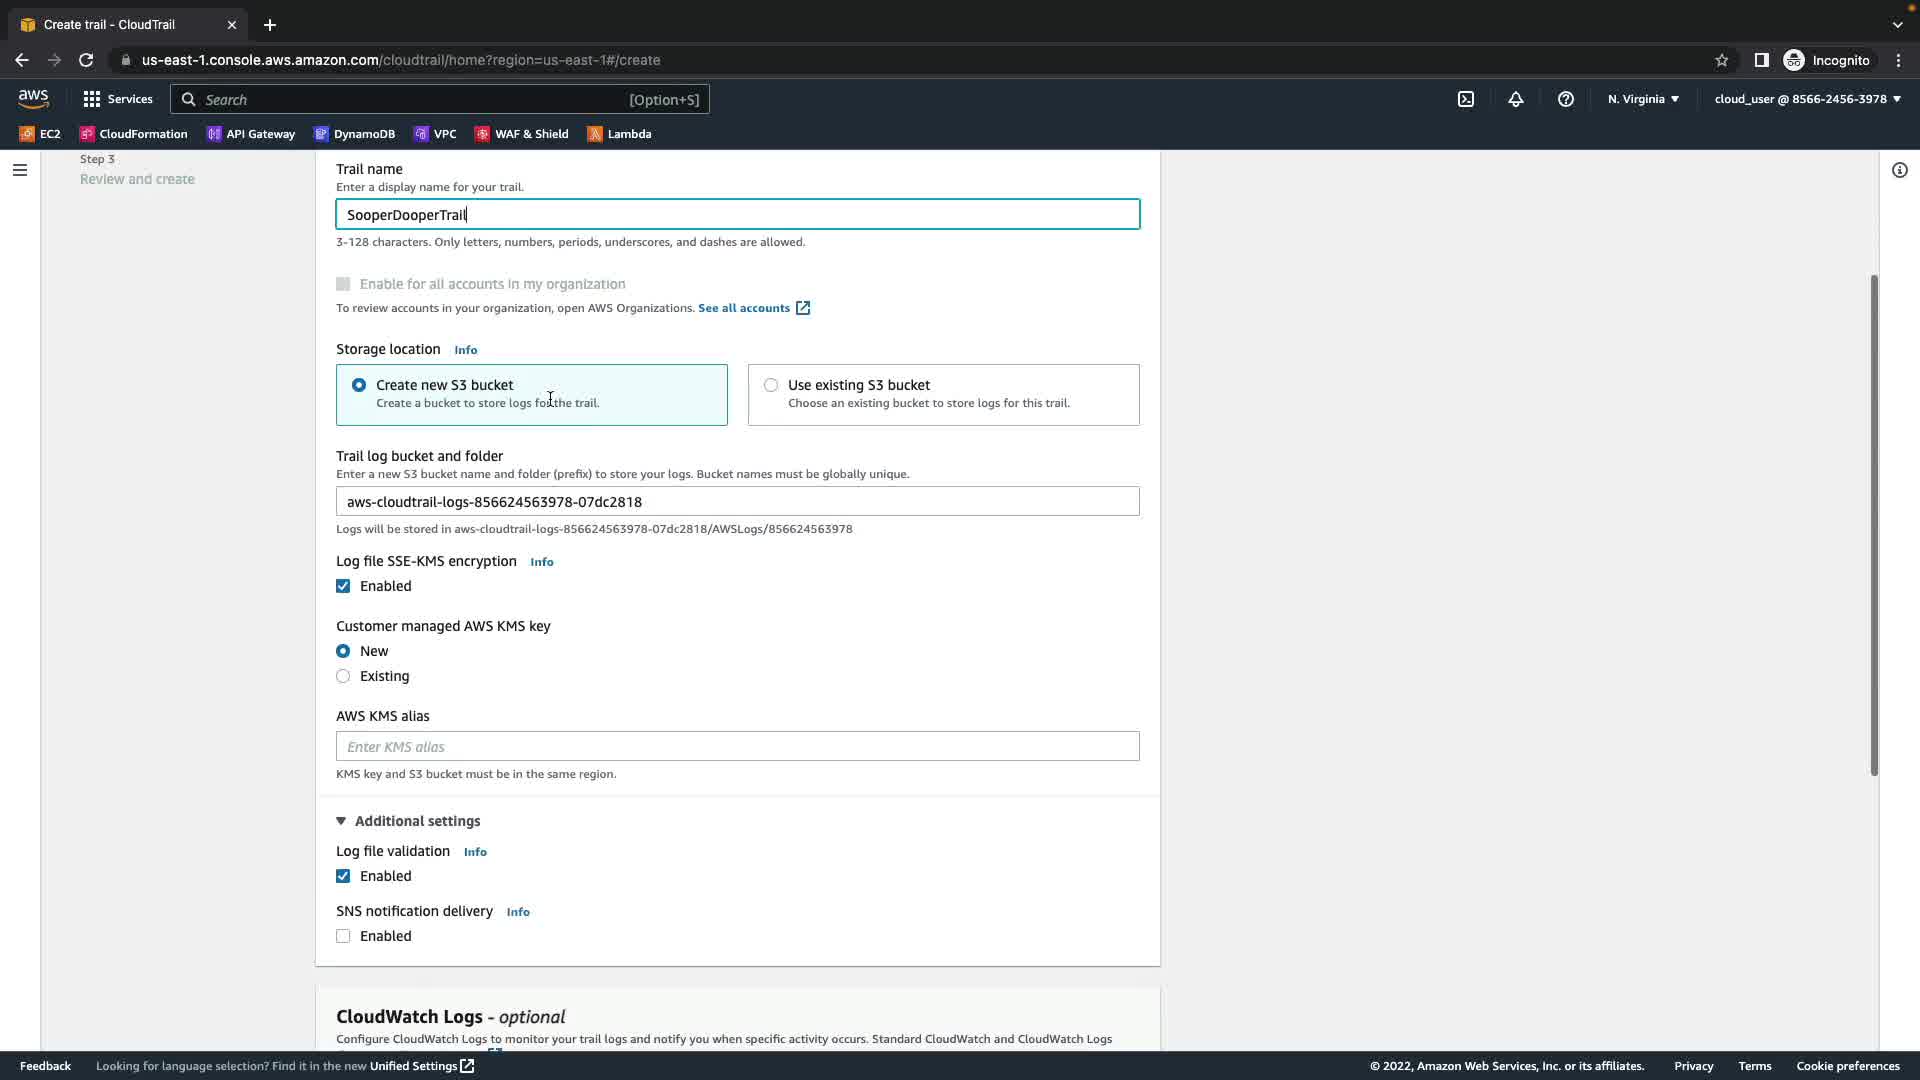 Create trail - CloudTrail
us-east-1.console.aws.amazon.com/cloudtrail/home?region=us-east-1#/create
Incognito
aws
Services
Search
[Option+S]
N. Virginia
cloud_user @ 8566-2456-3978
EC2
CloudFormation
API Gateway
DynamoDB
VPC
WAF & Shield
Lambda
Step 3
Review and create
Trail name
Enter a display name for your trail.
SooperDooperTrail
3-128 characters. Only letters, numbers, periods, underscores, and dashes are allowed.
Enable for all accounts in my organization
To review accounts in your organization, open AWS Organizations. See all accounts
Storage location Info
Create new S3 bucket
Create a bucket to store logs for the trail.
Use existing S3 bucket
Choose an existing bucket to store logs for this trail.
Trail log bucket and folder
Enter a new S3 bucket name and folder (prefix) to store your logs. Bucket names must be globally unique.
aws-cloudtrail-logs-856624563978-07dc2818
Logs will be stored in aws-cloudtrail-logs-856624563978-07dc2818/AWSLogs/856624563978
Log file SSE-KMS encryption Info
Enabled
Customer managed AWS KMS key
New
Existing
AWS KMS alias
Enter KMS alias
KMS key and S3 bucket must be in the same region.
Additional settings
Log file validation Info
Enabled
SNS notification delivery Info
Enabled
CloudWatch Logs - optional
Configure CloudWatch Logs to monitor your trail logs and notify you when specific activity occurs. Standard CloudWatch and CloudWatch Logs
Feedback
Looking for language selection? Find it in the new Unified Settings
© 2022, Amazon Web Services, Inc. or its affiliates.
Privacy
Terms
Cookie preferences